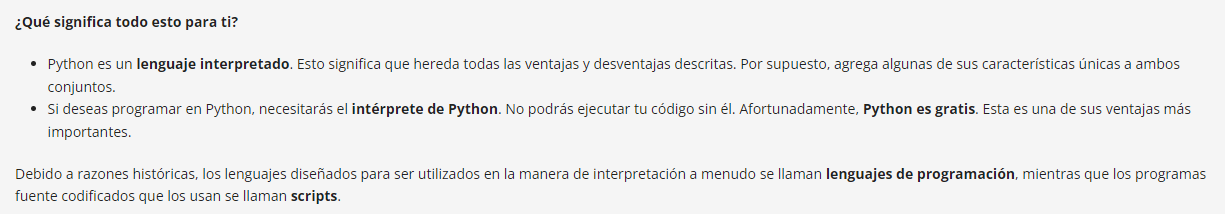 ¿Qué significa todo esto para ti?
• Python es un lenguaje interpretado. Esto significa que hereda todas las ventajas y desventajas descritas. Por supuesto, agrega algunas de sus características únicas a ambos
conjuntos.
• Si deseas programar en Python, necesitarás el intérprete de Python. No podrás ejecutar tu código sin él. Afortunadamente, Python es gratis. Esta es una de sus ventajas más
importantes.
Debido a razones históricas, los lenguajes diseñados para ser utilizados en la manera de interpretación a menudo se llaman lenguajes de programación, mientras que los programas
fuente codificados que los usan se llaman scripts.